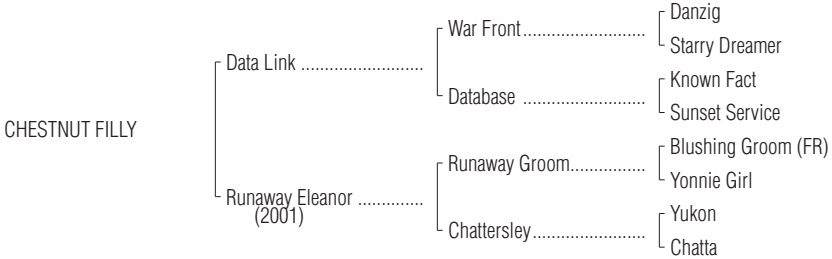 Danzig
War Front..........................
Starry Dreamer
Data Link ..........................
Known Fact
Database ..........................
Sunset Service
CHESTNUT FILLY
Blushing Groom (FR)
Runaway Groom................
Yonnie Girl
Runaway Eleanor ..............
(2001)
Yukon
Chattersley........................
Chatta